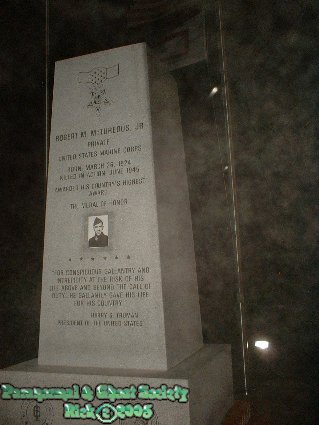 ROBERT M. McTUREOUS, JR.
PRIVATE
UNITED STATES MARINE CORPS
BORN: MARCH 26, 1924
KILLED IN ACTION: JUNE 1945
AWARDED HIS COUNTRY'S HIGHEST
AWARD
THE MEDAL OF HONOR
"FOR CONSPICUOUS GALLANTRY AND
INTREPIDITY AT THE RISK OF HIS
LIFE ABOVE AND BEYOND THE CALL OF
DUTY... HE GALLANTLY GAVE HIS LIFE
FOR HIS COUNTRY."
HARRY S. TRUMAN
PRESIDENT OF THE UNITED STATES
Paranormal & Ghost Society
Rick © 2005